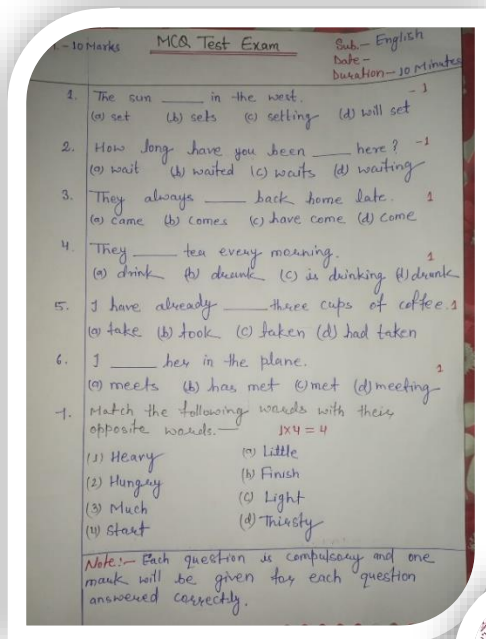 - 10 Marks MCQ Test Exam Sub.- English
Date -
Duration - 10 Minutes
1. The sun ____ in the west. - 1
(a) set (b) sets (c) setting (d) will set
2. How long have you been ____ here? -1
(a) wait (b) waited (c) waits (d) waiting
3. They always ____ back home late. 1
(a) came (b) comes (c) have come (d) come
4. They ____ tea every morning. 1
(a) drink (b) drunk (c) is drinking (d) drank
5. I have already ____ three cups of coffee. 1
(a) take (b) took (c) taken (d) had taken
6. I ____ her in the plane. 1
(a) meets (b) has met (c) met (d) meeting
7. Match the following words with their
opposite words.— 1x4 = 4
(1) Heavy (a) Little
(2) Hungry (b) Finish
(3) Much (c) Light
(4) Start (d) Thirsty
Note:- Each question is compulsory and one
mark will be given for each question
answered correctly.